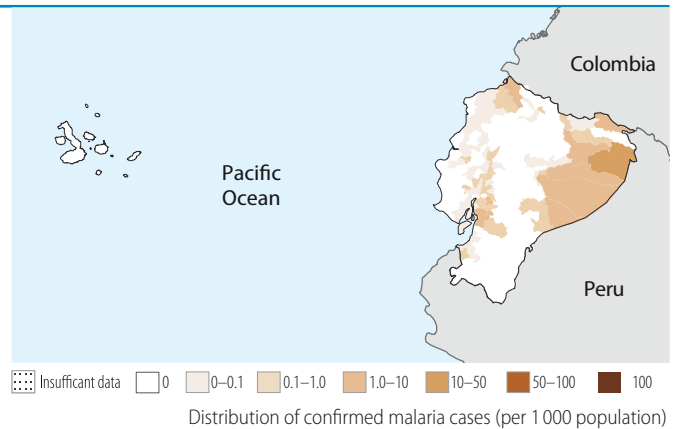 Colombia
Pacific
Ocean
Peru
Insufficant data 0 0–0.1 0.1–1.0 1.0–10 10–50 50–100 100
Distribution of confirmed malaria cases (per 1 000 population)